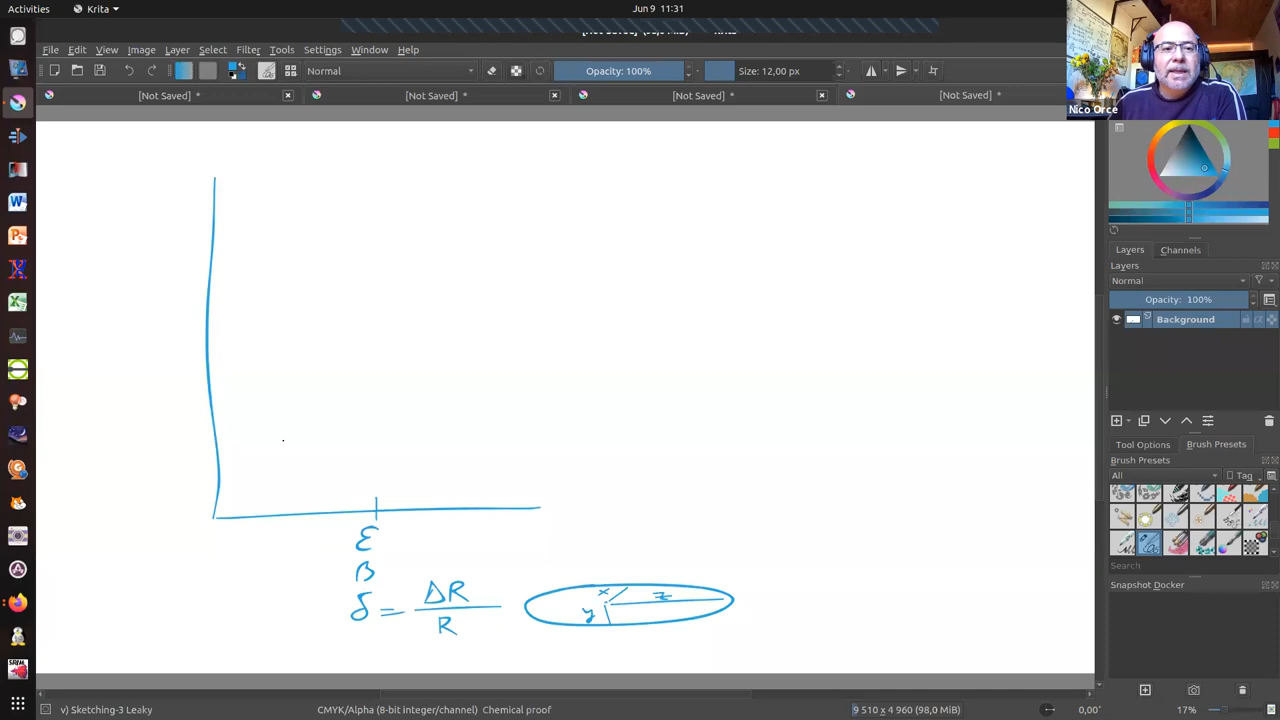 Activities
Krita
Jun 9 11:31
File Edit View Image Layer Select Filter Tools Settings Window Help
Normal
Opacity: 100%
Size: 12,00 px
[Not Saved] *
[Not Saved] *
[Not Saved] *
[Not Saved] *
Nico Orce
Layers Channels
Layers
Normal
Opacity: 100%
Background
Tool Options Brush Presets
Brush Presets
All
Tag
Search
Snapshot Docker
ε
β
δ = ΔR
R
x z
y
v) Sketching-3 Leaky
CMYK/Alpha (8-bit integer/channel) Chemical proof
9 510 x 4 960 (98,0 MiB)
0,00°
17%